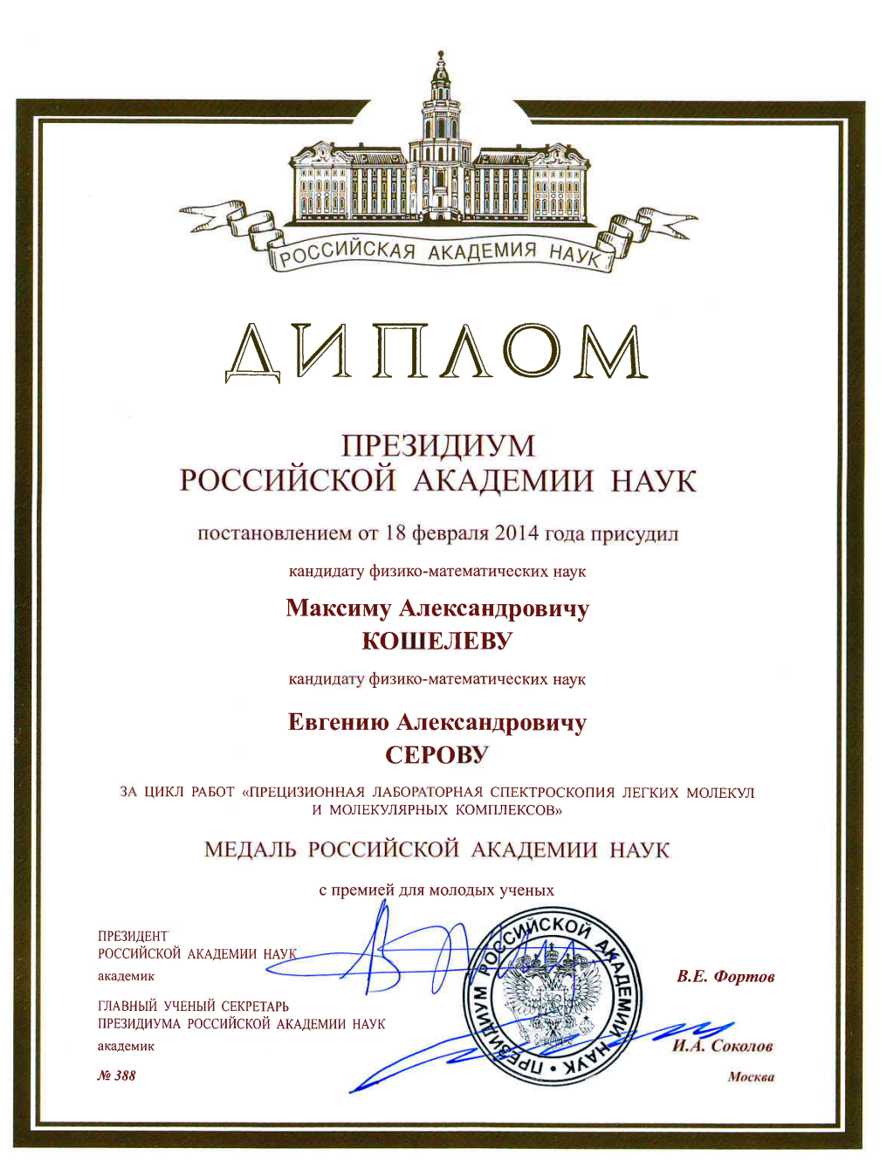 РОССИЙСКАЯ АКАДЕМИЯ НАУК
ДИПЛОМ
ПРЕЗИДИУМ
РОССИЙСКОЙ АКАДЕМИИ НАУК
постановлением от 18 февраля 2014 года присудил
кандидату физико-математических наук
Максиму Александровичу
КОШЕЛЕВУ
кандидату физико-математических наук
Евгению Александровичу
СЕРОВУ
ЗА ЦИКЛ РАБОТ «ПРЕЦИЗИОННАЯ ЛАБОРАТОРНАЯ СПЕКТРОСКОПИЯ ЛЕГКИХ МОЛЕКУЛ
И МОЛЕКУЛЯРНЫХ КОМПЛЕКСОВ»
МЕДАЛЬ РОССИЙСКОЙ АКАДЕМИИ НАУК
с премией для молодых ученых
ПРЕЗИДЕНТ
РОССИЙСКОЙ АКАДЕМИИ НАУК
академик
В.Е. Фортов
ГЛАВНЫЙ УЧЕНЫЙ СЕКРЕТАРЬ
ПРЕЗИДИУМА РОССИЙСКОЙ АКАДЕМИИ НАУК
академик
И.А. Соколов
№ 388
Москва
ПРЕЗИДИУМ РОССИЙСКОЙ АКАДЕМИИ НАУК •